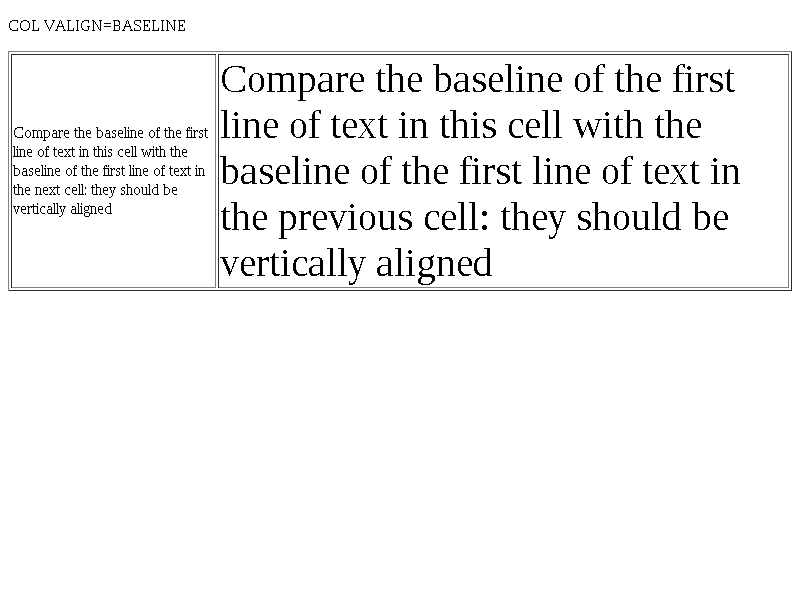 COL VALIGN=BASELINE
Compare the baseline of the first
line of text in this cell with the
baseline of the first line of text in
the next cell: they should be
vertically aligned
Compare the baseline of the first
line of text in this cell with the
baseline of the first line of text in
the previous cell: they should be
vertically aligned